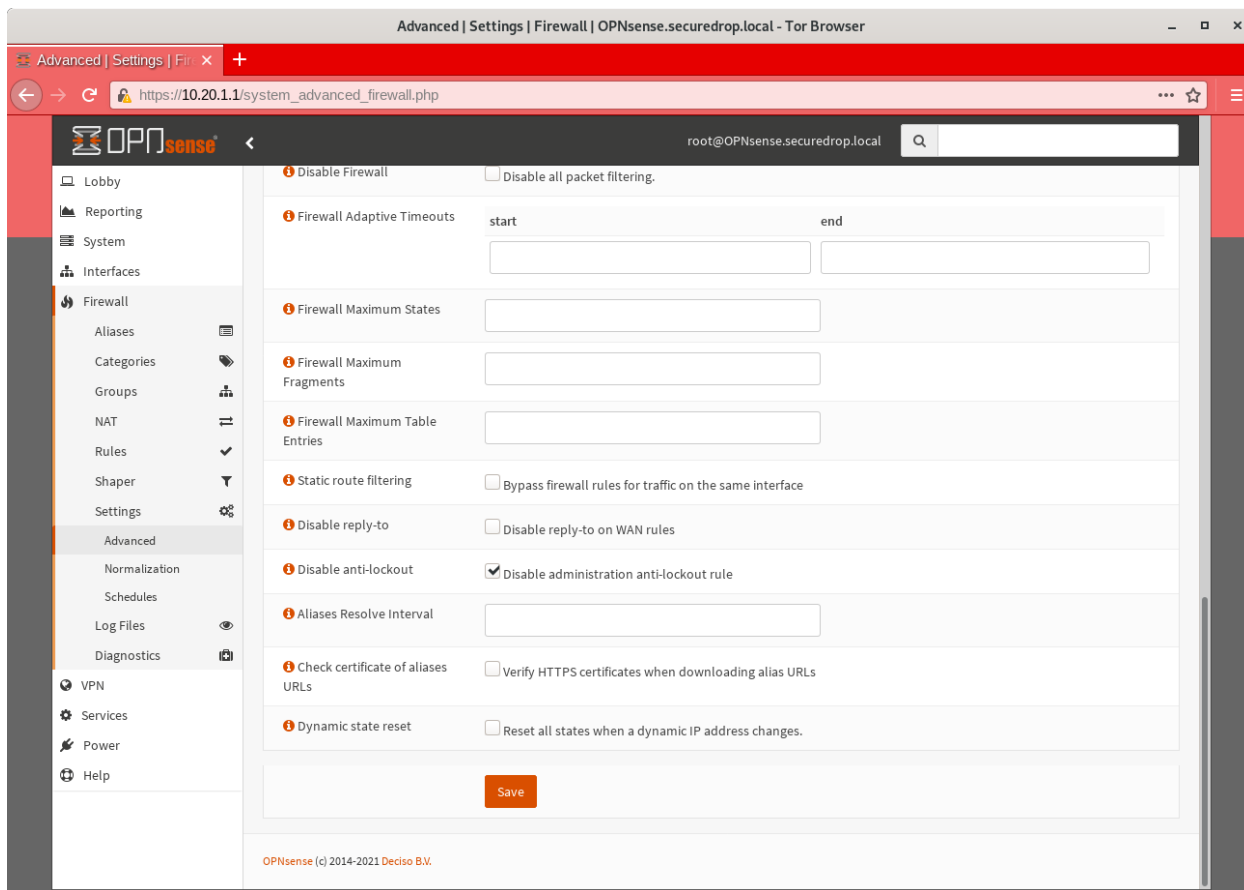 Advanced | Settings | Firewall | OPNsense.securedrop.local - Tor Browser
Advanced | Settings | Fire
https://10.20.1.1/system_advanced_firewall.php
OPNsense
root@OPNsense.securedrop.local
Lobby
Reporting
System
Interfaces
Firewall
Aliases
Categories
Groups
NAT
Rules
Shaper
Settings
Advanced
Normalization
Schedules
Log Files
Diagnostics
VPN
Services
Power
Help
Disable Firewall
Disable all packet filtering.
Firewall Adaptive Timeouts
start end
Firewall Maximum States
Firewall Maximum
Fragments
Firewall Maximum Table
Entries
Static route filtering
Bypass firewall rules for traffic on the same interface
Disable reply-to
Disable reply-to on WAN rules
Disable anti-lockout
Disable administration anti-lockout rule
Aliases Resolve Interval
Check certificate of aliases
URLs
Verify HTTPS certificates when downloading alias URLs
Dynamic state reset
Reset all states when a dynamic IP address changes.
Save
OPNsense (c) 2014-2021 Deciso B.V.